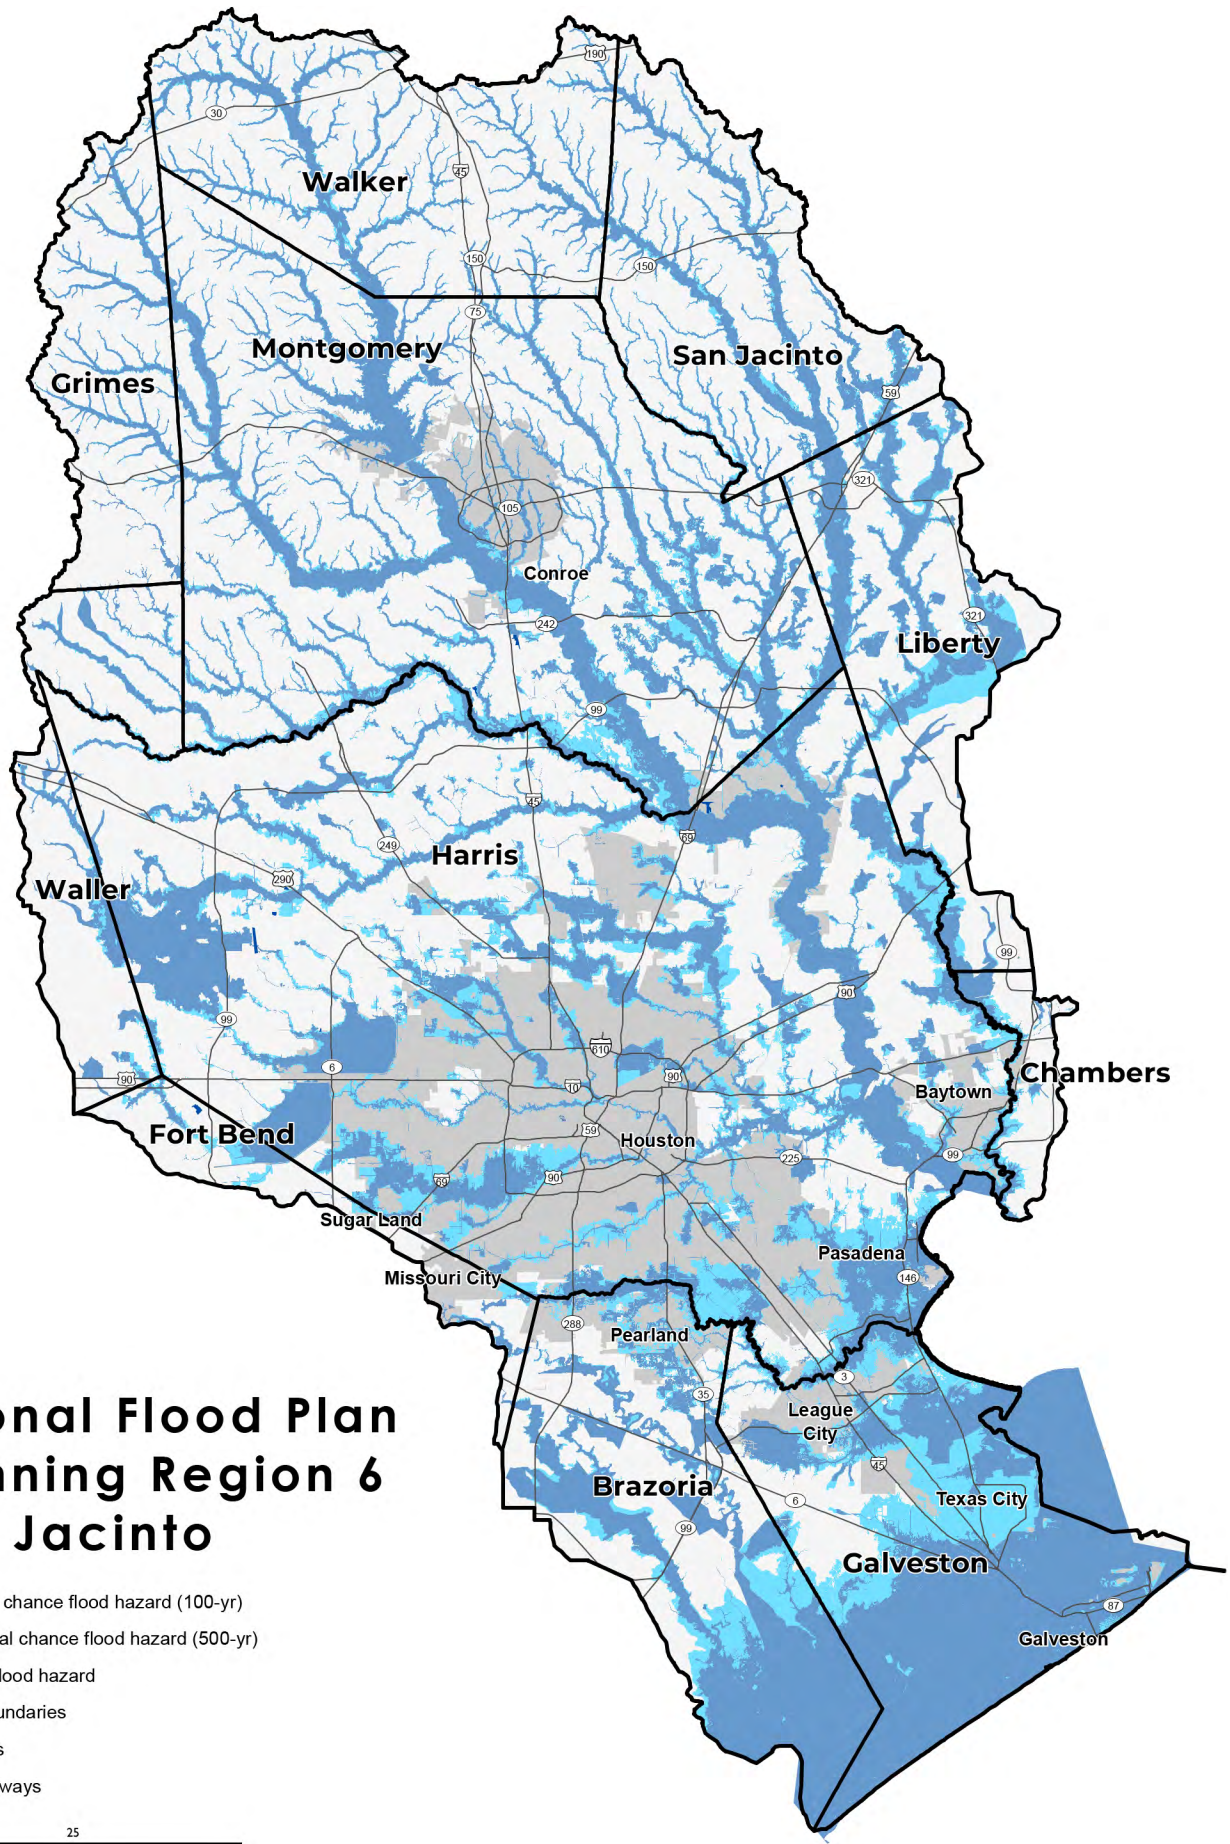 190
30
Walker
45
150
150
75
Montgomery
San Jacinto
Grimes
59
321
105
Conroe
321
242
Liberty
99
45
69
249
Harris
290
Waller
99
90
99
610
6
90
90
10
Chambers
Baytown
59
Fort Bend
Houston
99
225
69
90
Sugar Land
Pasadena
Missouri City
146
288
Pearland
3
35
League
City
45
Brazoria
6
Texas City
99
Galveston
87
Galveston
onal Flood Plan
nning Region 6
Jacinto
chance flood hazard (100-yr)
al chance flood hazard (500-yr)
lood hazard
undaries
s
ways
25